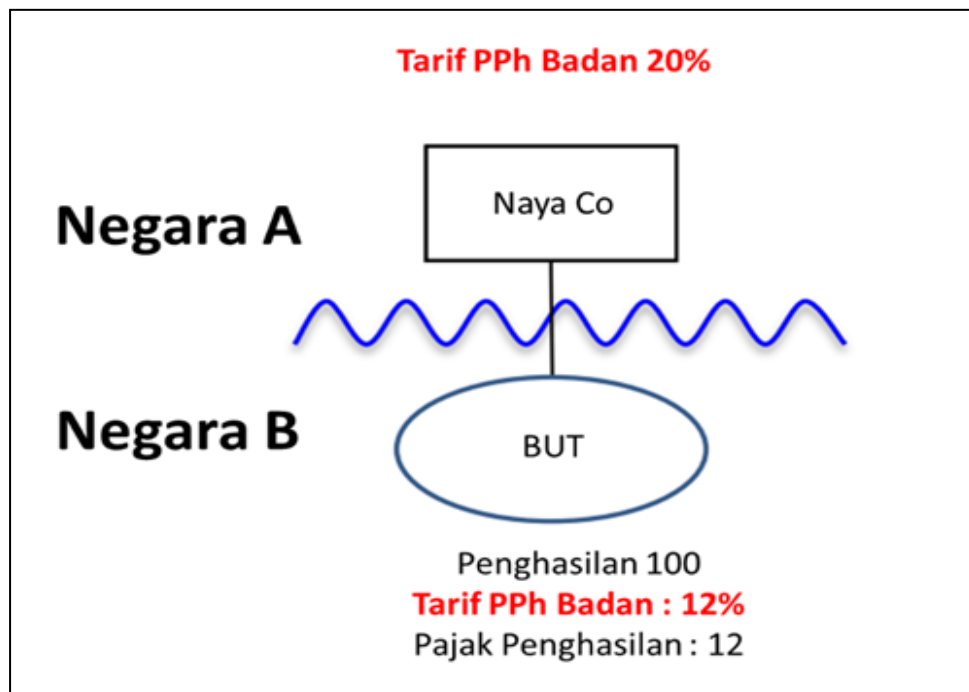 Tarif PPh Badan 20%
Negara A
Naya Co
Negara B
BUT
Penghasilan 100
Tarif PPh Badan : 12%
Pajak Penghasilan : 12